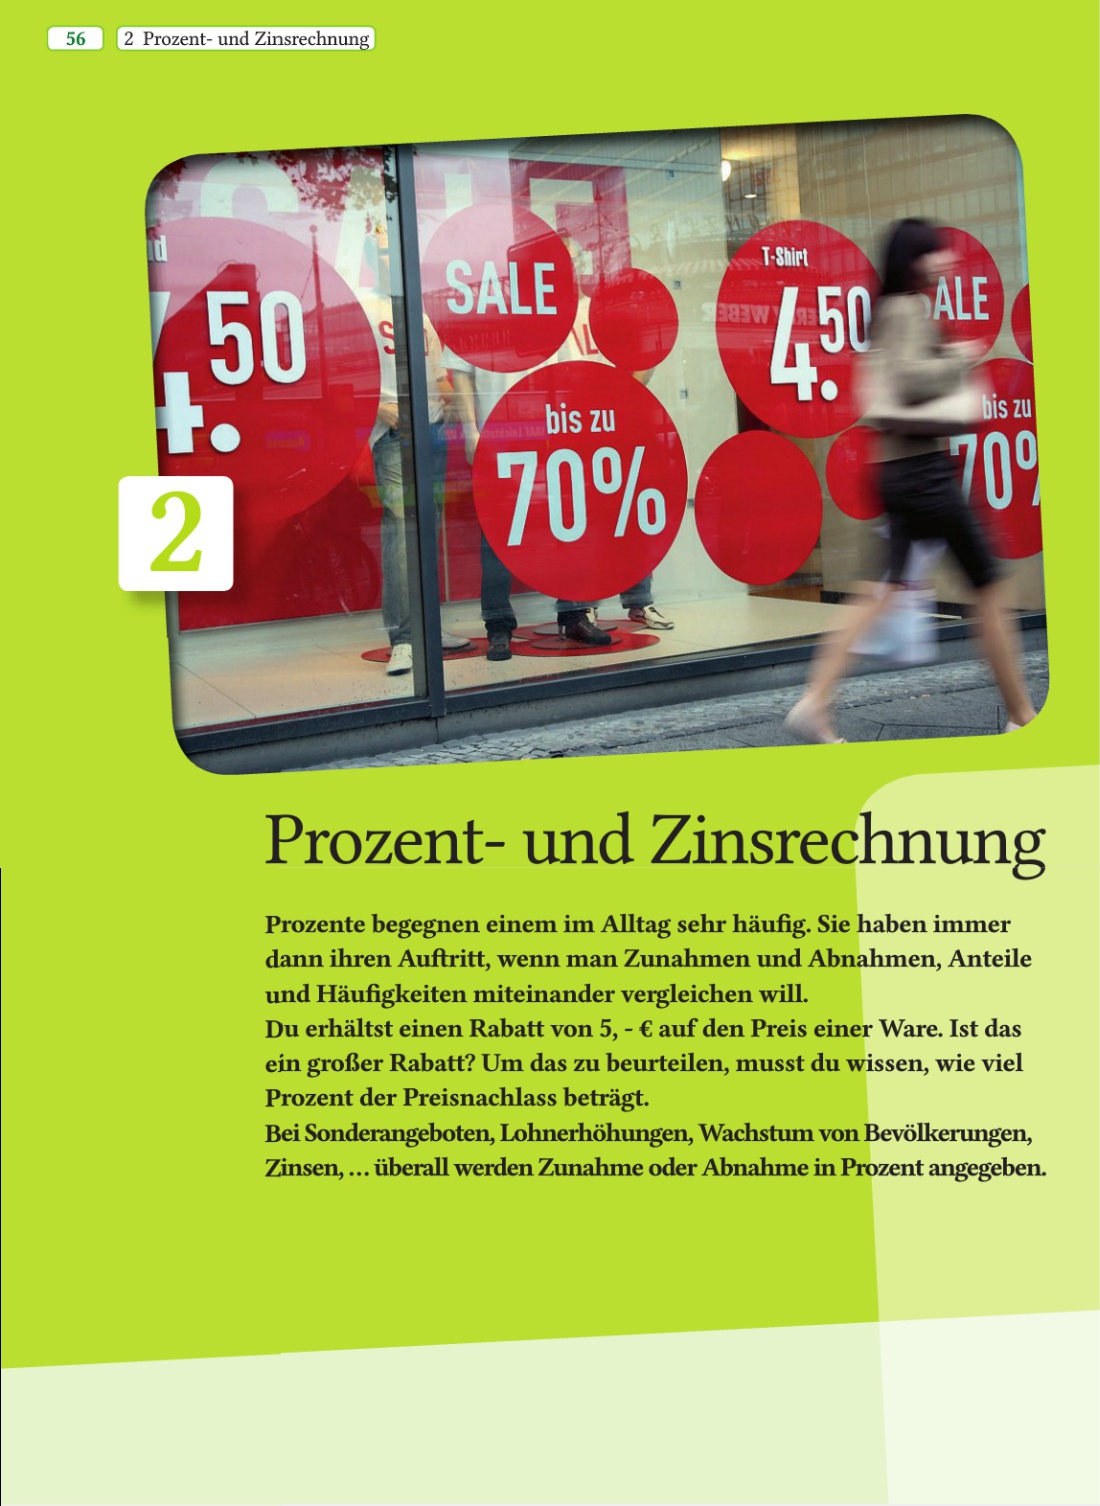 56
2 Prozent- und Zinsrechnung
SALE
50
4.
SALE
bis zu
70%
T-Shirt
4.50
ALE
bis zu
70%
2
Prozent- und Zinsrechnung
Prozente begegnen einem im Alltag sehr häufig. Sie haben immer
dann ihren Auftritt, wenn man Zunahmen und Abnahmen, Anteile
und Häufigkeiten miteinander vergleichen will.
Du erhältst einen Rabatt von 5, - € auf den Preis einer Ware. Ist das
ein großer Rabatt? Um das zu beurteilen, musst du wissen, wie viel
Prozent der Preisnachlass beträgt.
Bei Sonderangeboten, Lohnerhöhungen, Wachstum von Bevölkerungen,
Zinsen, … überall werden Zunahme oder Abnahme in Prozent angegeben.